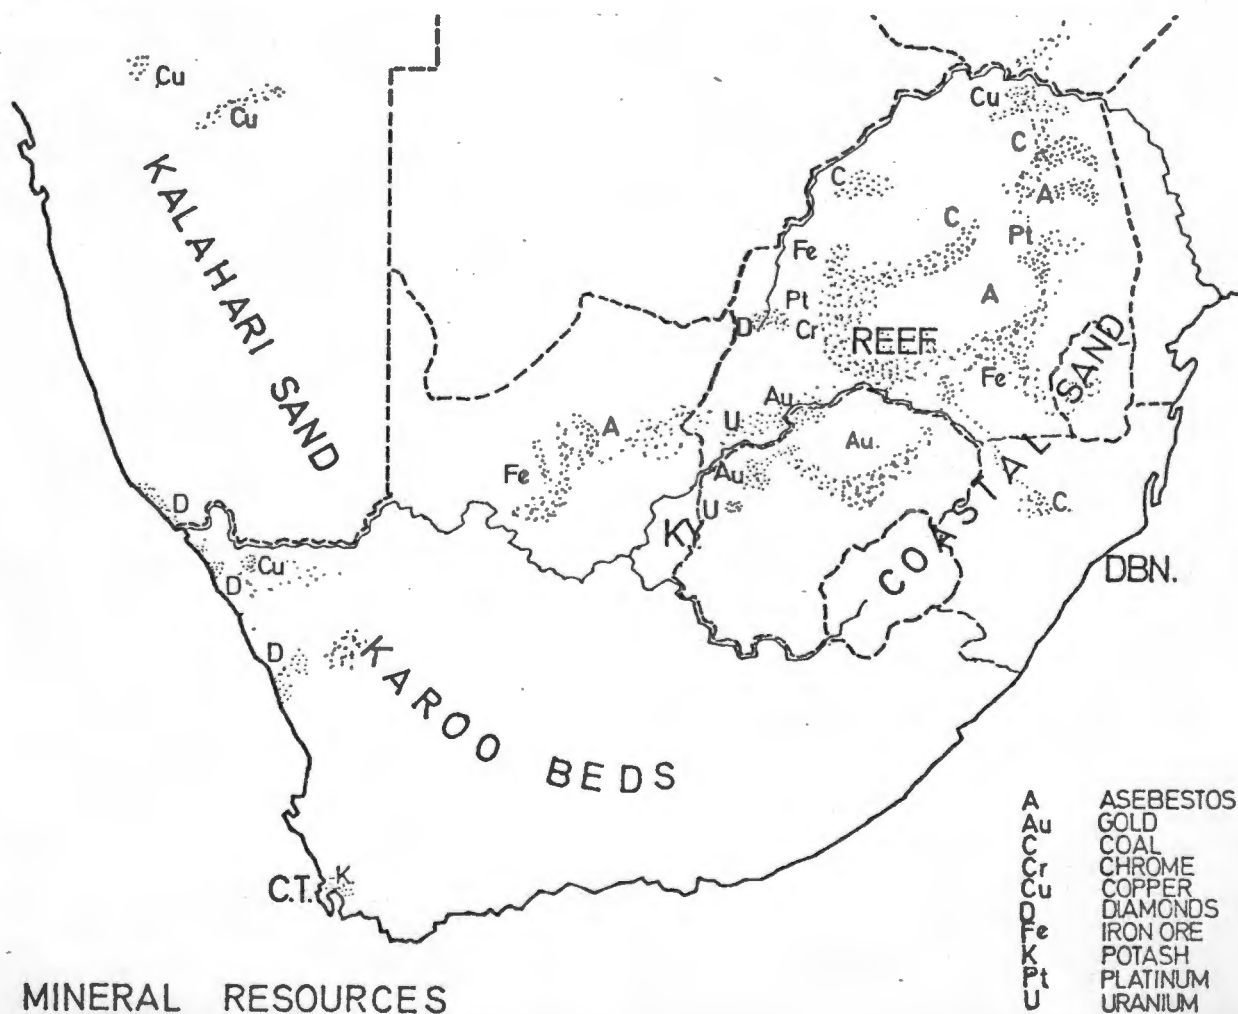 Cu
Cu
Cu
KALAHARI SAND
C
C
A
C
Pt
Fe
A
Pt
D
Cr
REEF
SAND
Fe
Au
U
A
Au.
Fe
Au
D
U
C
COASTAL
KY.
Cu
D
DBN.
D
KAROO BEDS
K
C.T.
A ASEBESTOS
Au GOLD
C COAL
Cr CHROME
Cu COPPER
D DIAMONDS
Fe IRON ORE
K POTASH
Pt PLATINUM
U URANIUM
MINERAL RESOURCES